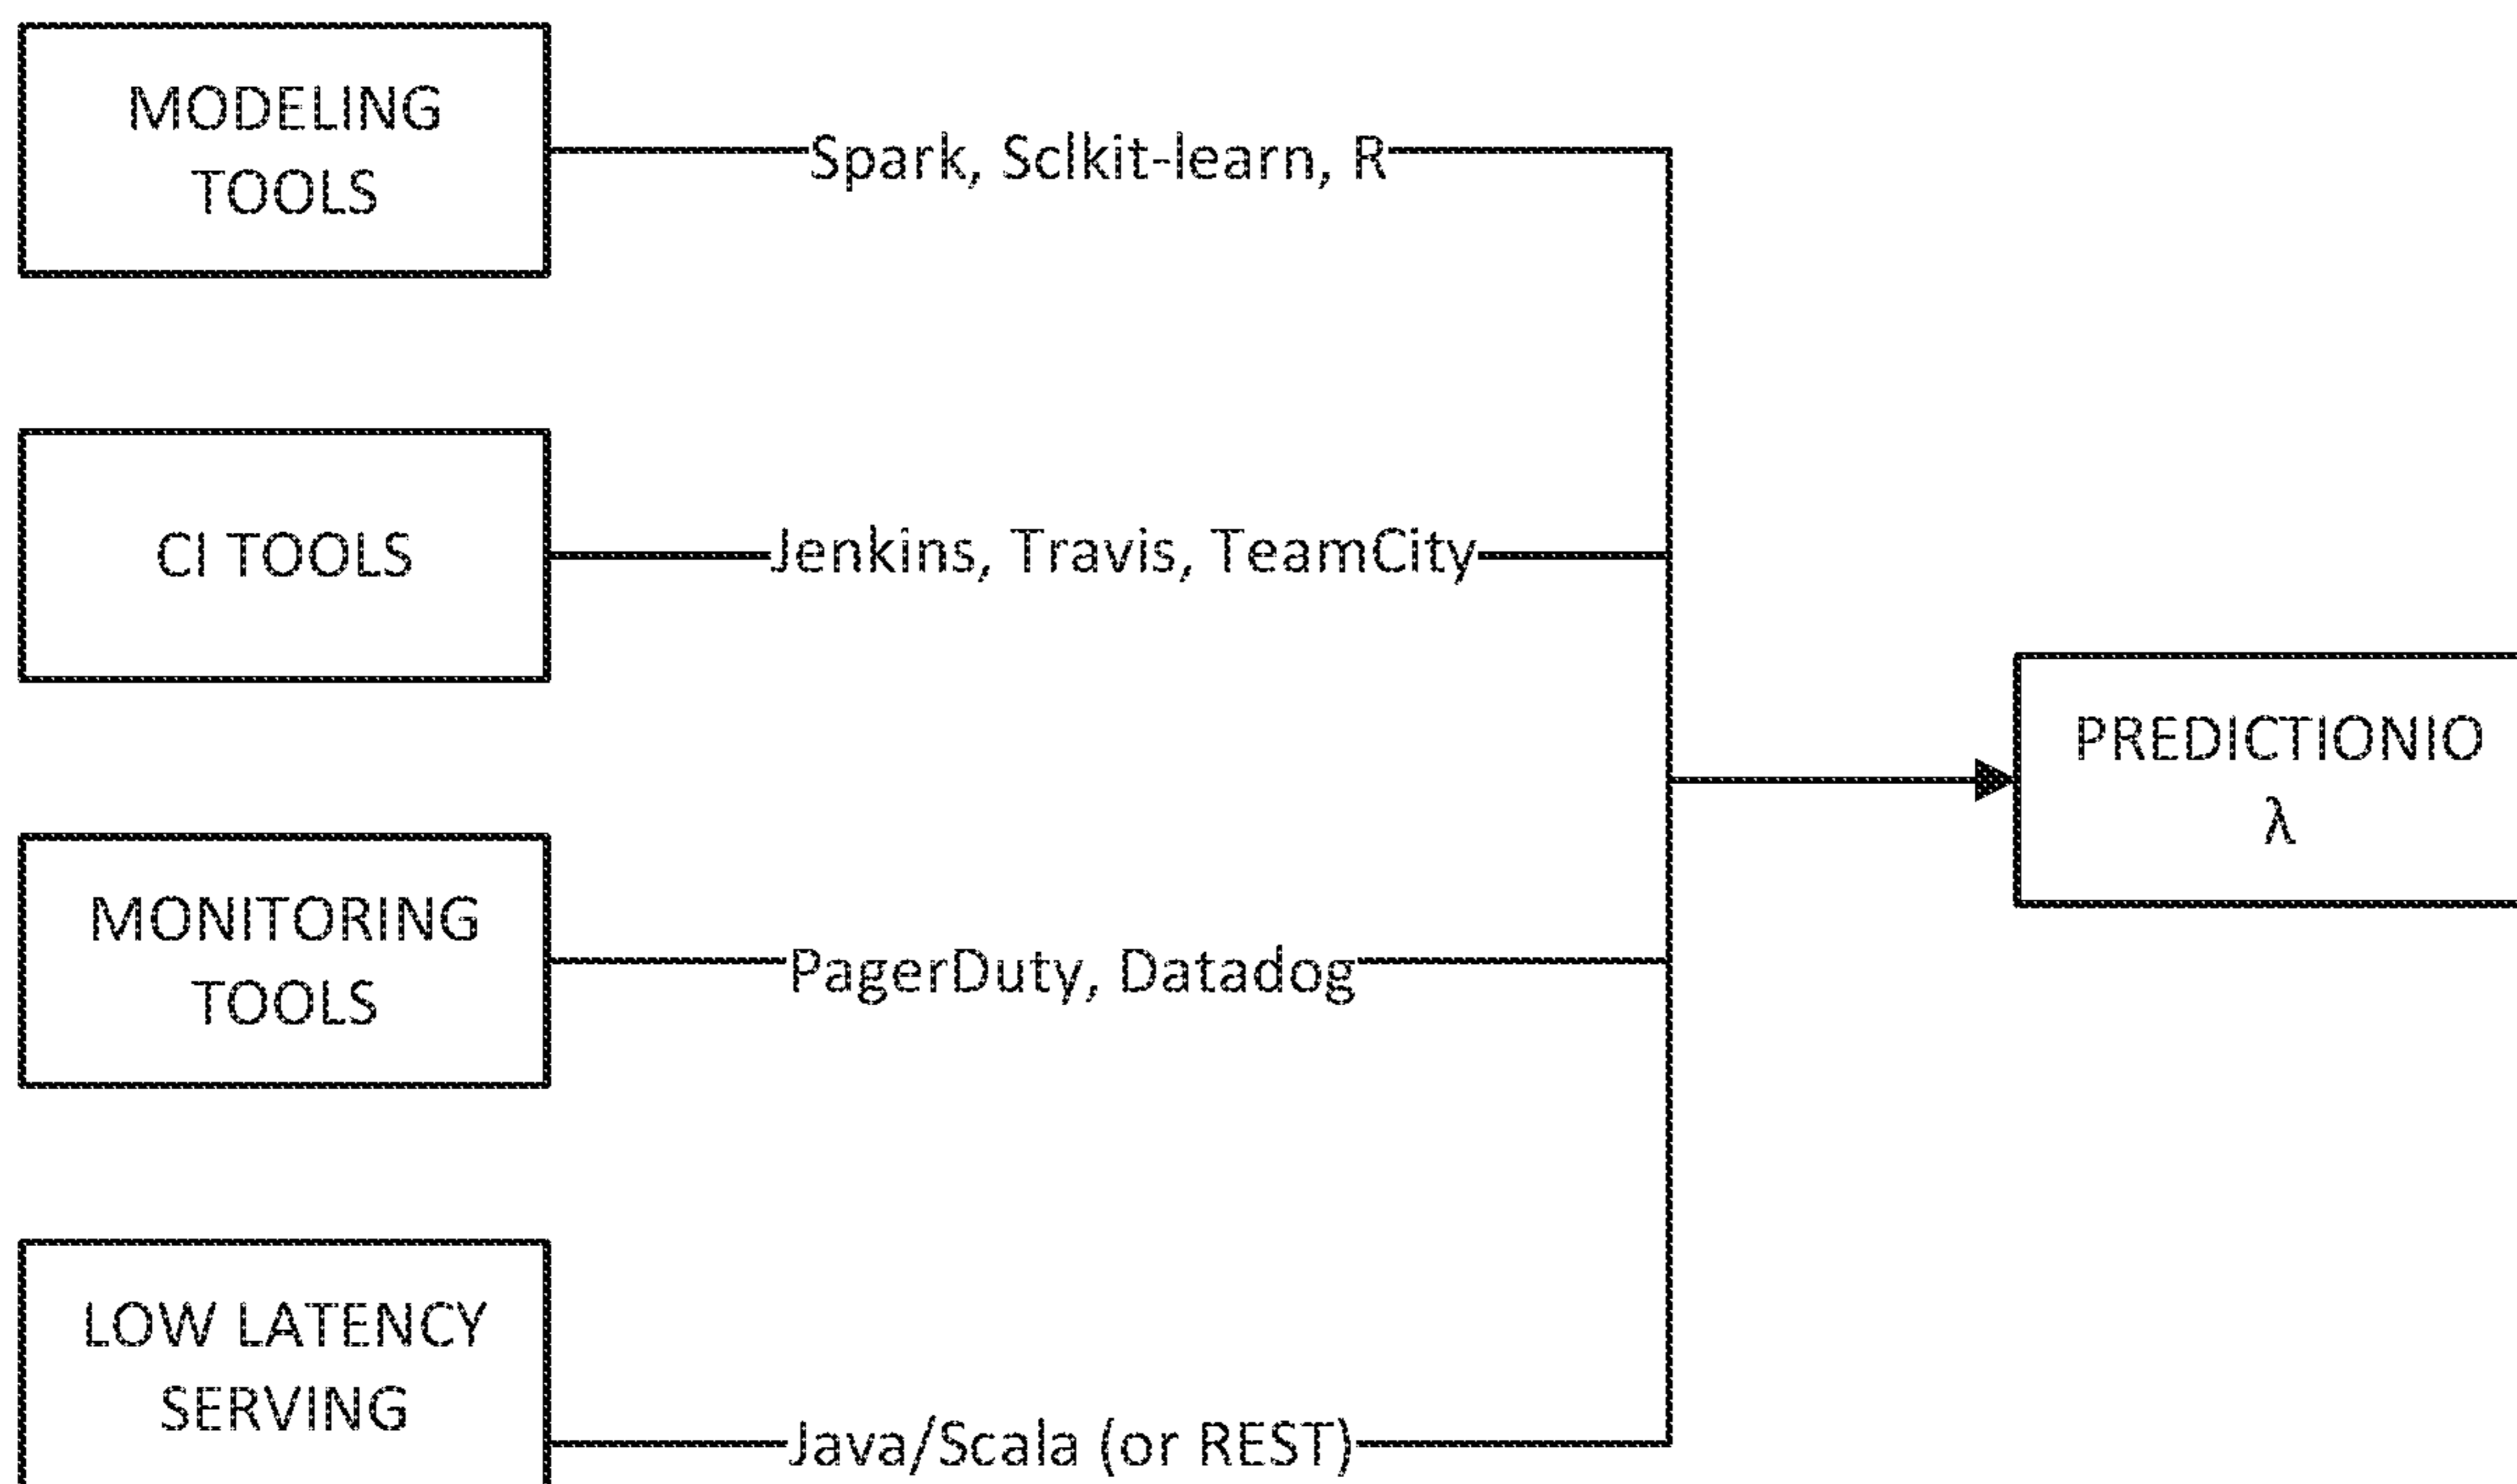 MODELING
TOOLS
Spark, Sclkit-learn, R
CI TOOLS
Jenkins, Travis, TeamCity
PREDICTIONIO
λ
MONITORING
TOOLS
PagerDuty, Datadog
LOW LATENCY
SERVING
Java/Scala (or REST)